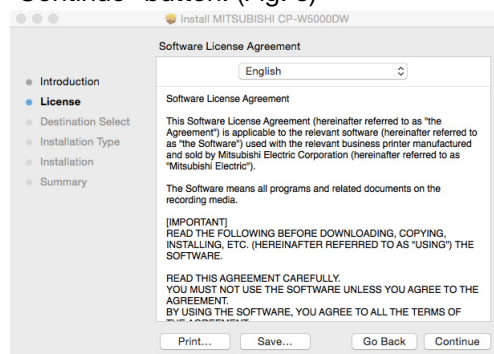 Install MITSUBISHI CP-W5000DW
Software License Agreement
English
Introduction
License
Destination Select
Installation Type
Installation
Summary
Software License Agreement
This Software License Agreement (hereinafter referred to as "the
Agreement") is applicable to the relevant software (hereinafter referred to
as "the Software") used with the relevant business printer manufactured
and sold by Mitsubishi Electric Corporation (hereinafter referred to as
"Mitsubishi Electric").
The Software means all programs and related documents on the
recording media.
[IMPORTANT]
READ THE FOLLOWING BEFORE DOWNLOADING, COPYING,
INSTALLING, ETC. (HEREINAFTER REFERRED TO AS "USING") THE
SOFTWARE.
READ THIS AGREEMENT CAREFULLY.
YOU MUST NOT USE THE SOFTWARE UNLESS YOU AGREE TO THE
AGREEMENT.
BY USING THE SOFTWARE, YOU AGREE TO ALL THE TERMS OF
Print... Save... Go Back Continue